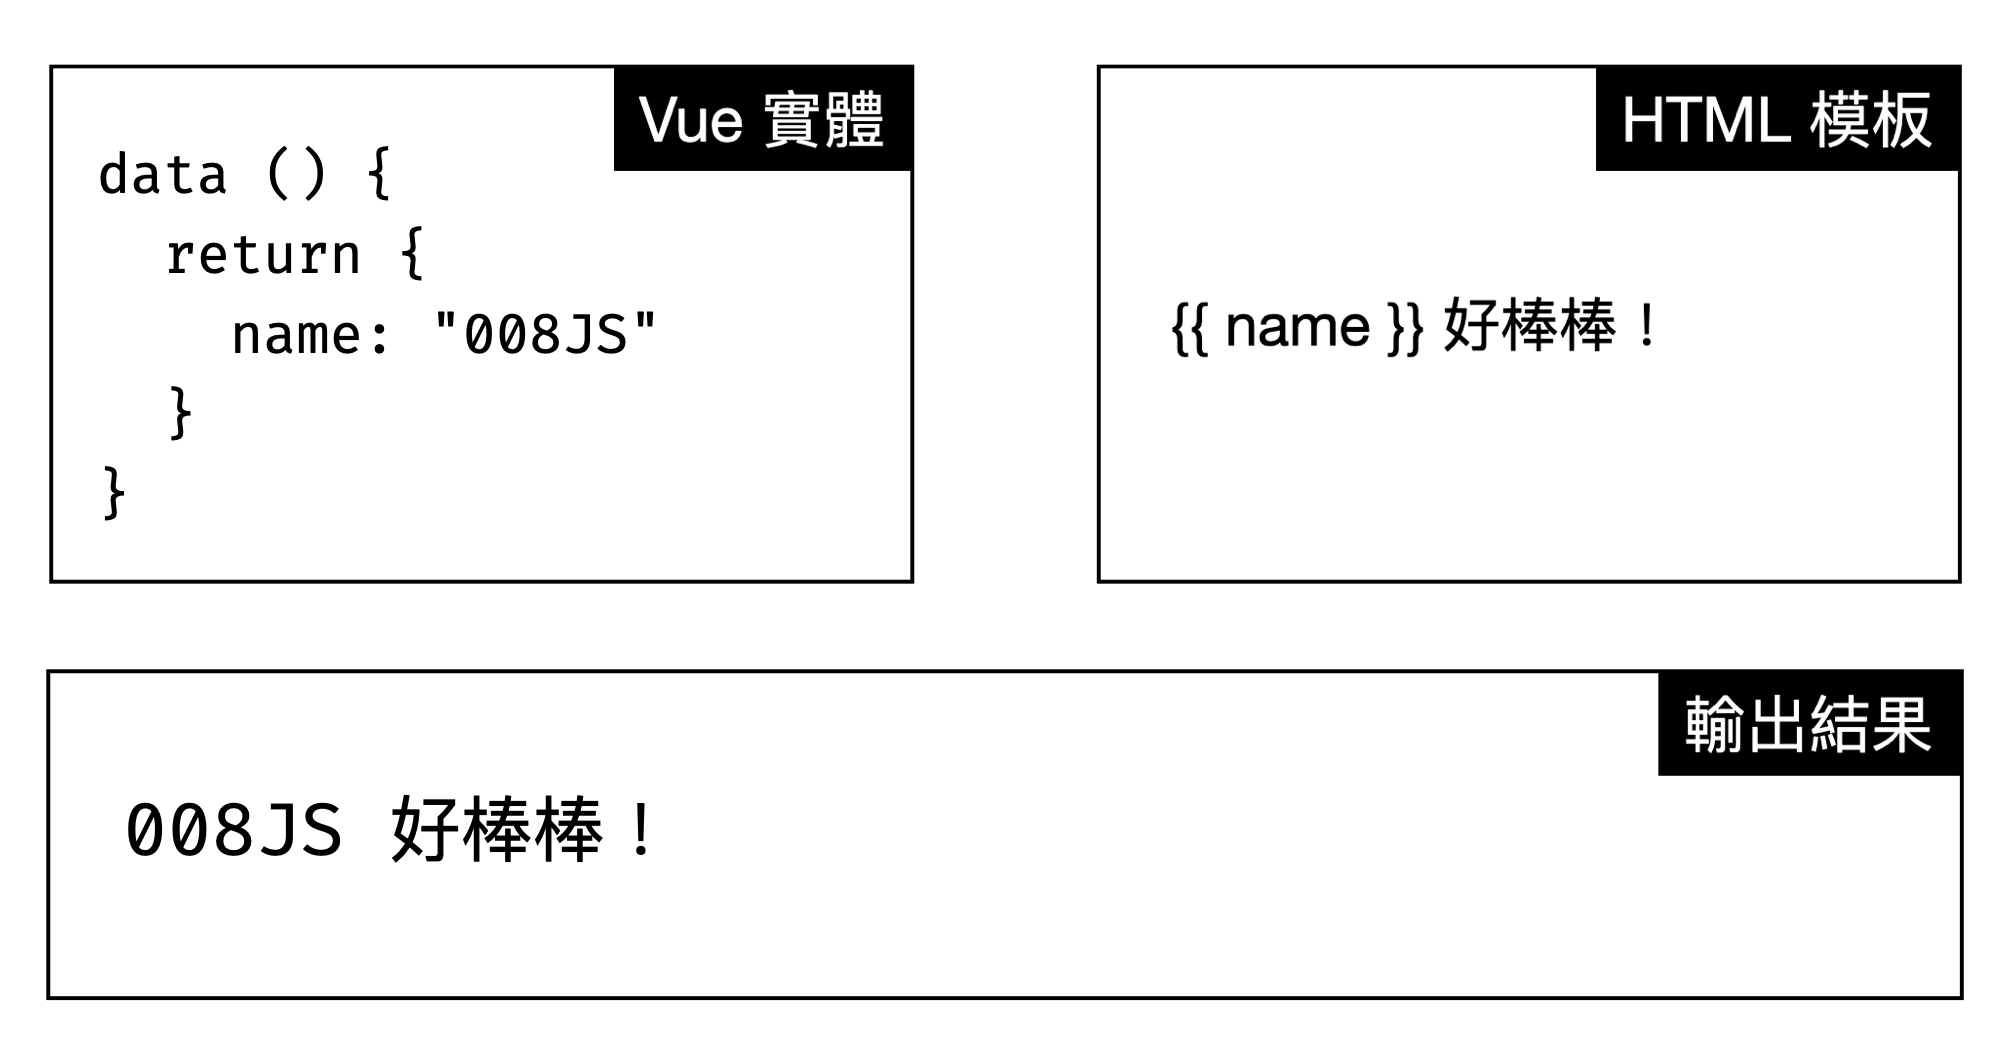 Vue 實體
data () {
  return {
    name: "008JS"
  }
}
HTML 模板
{{ name }} 好棒棒！
輸出結果
008JS 好棒棒！